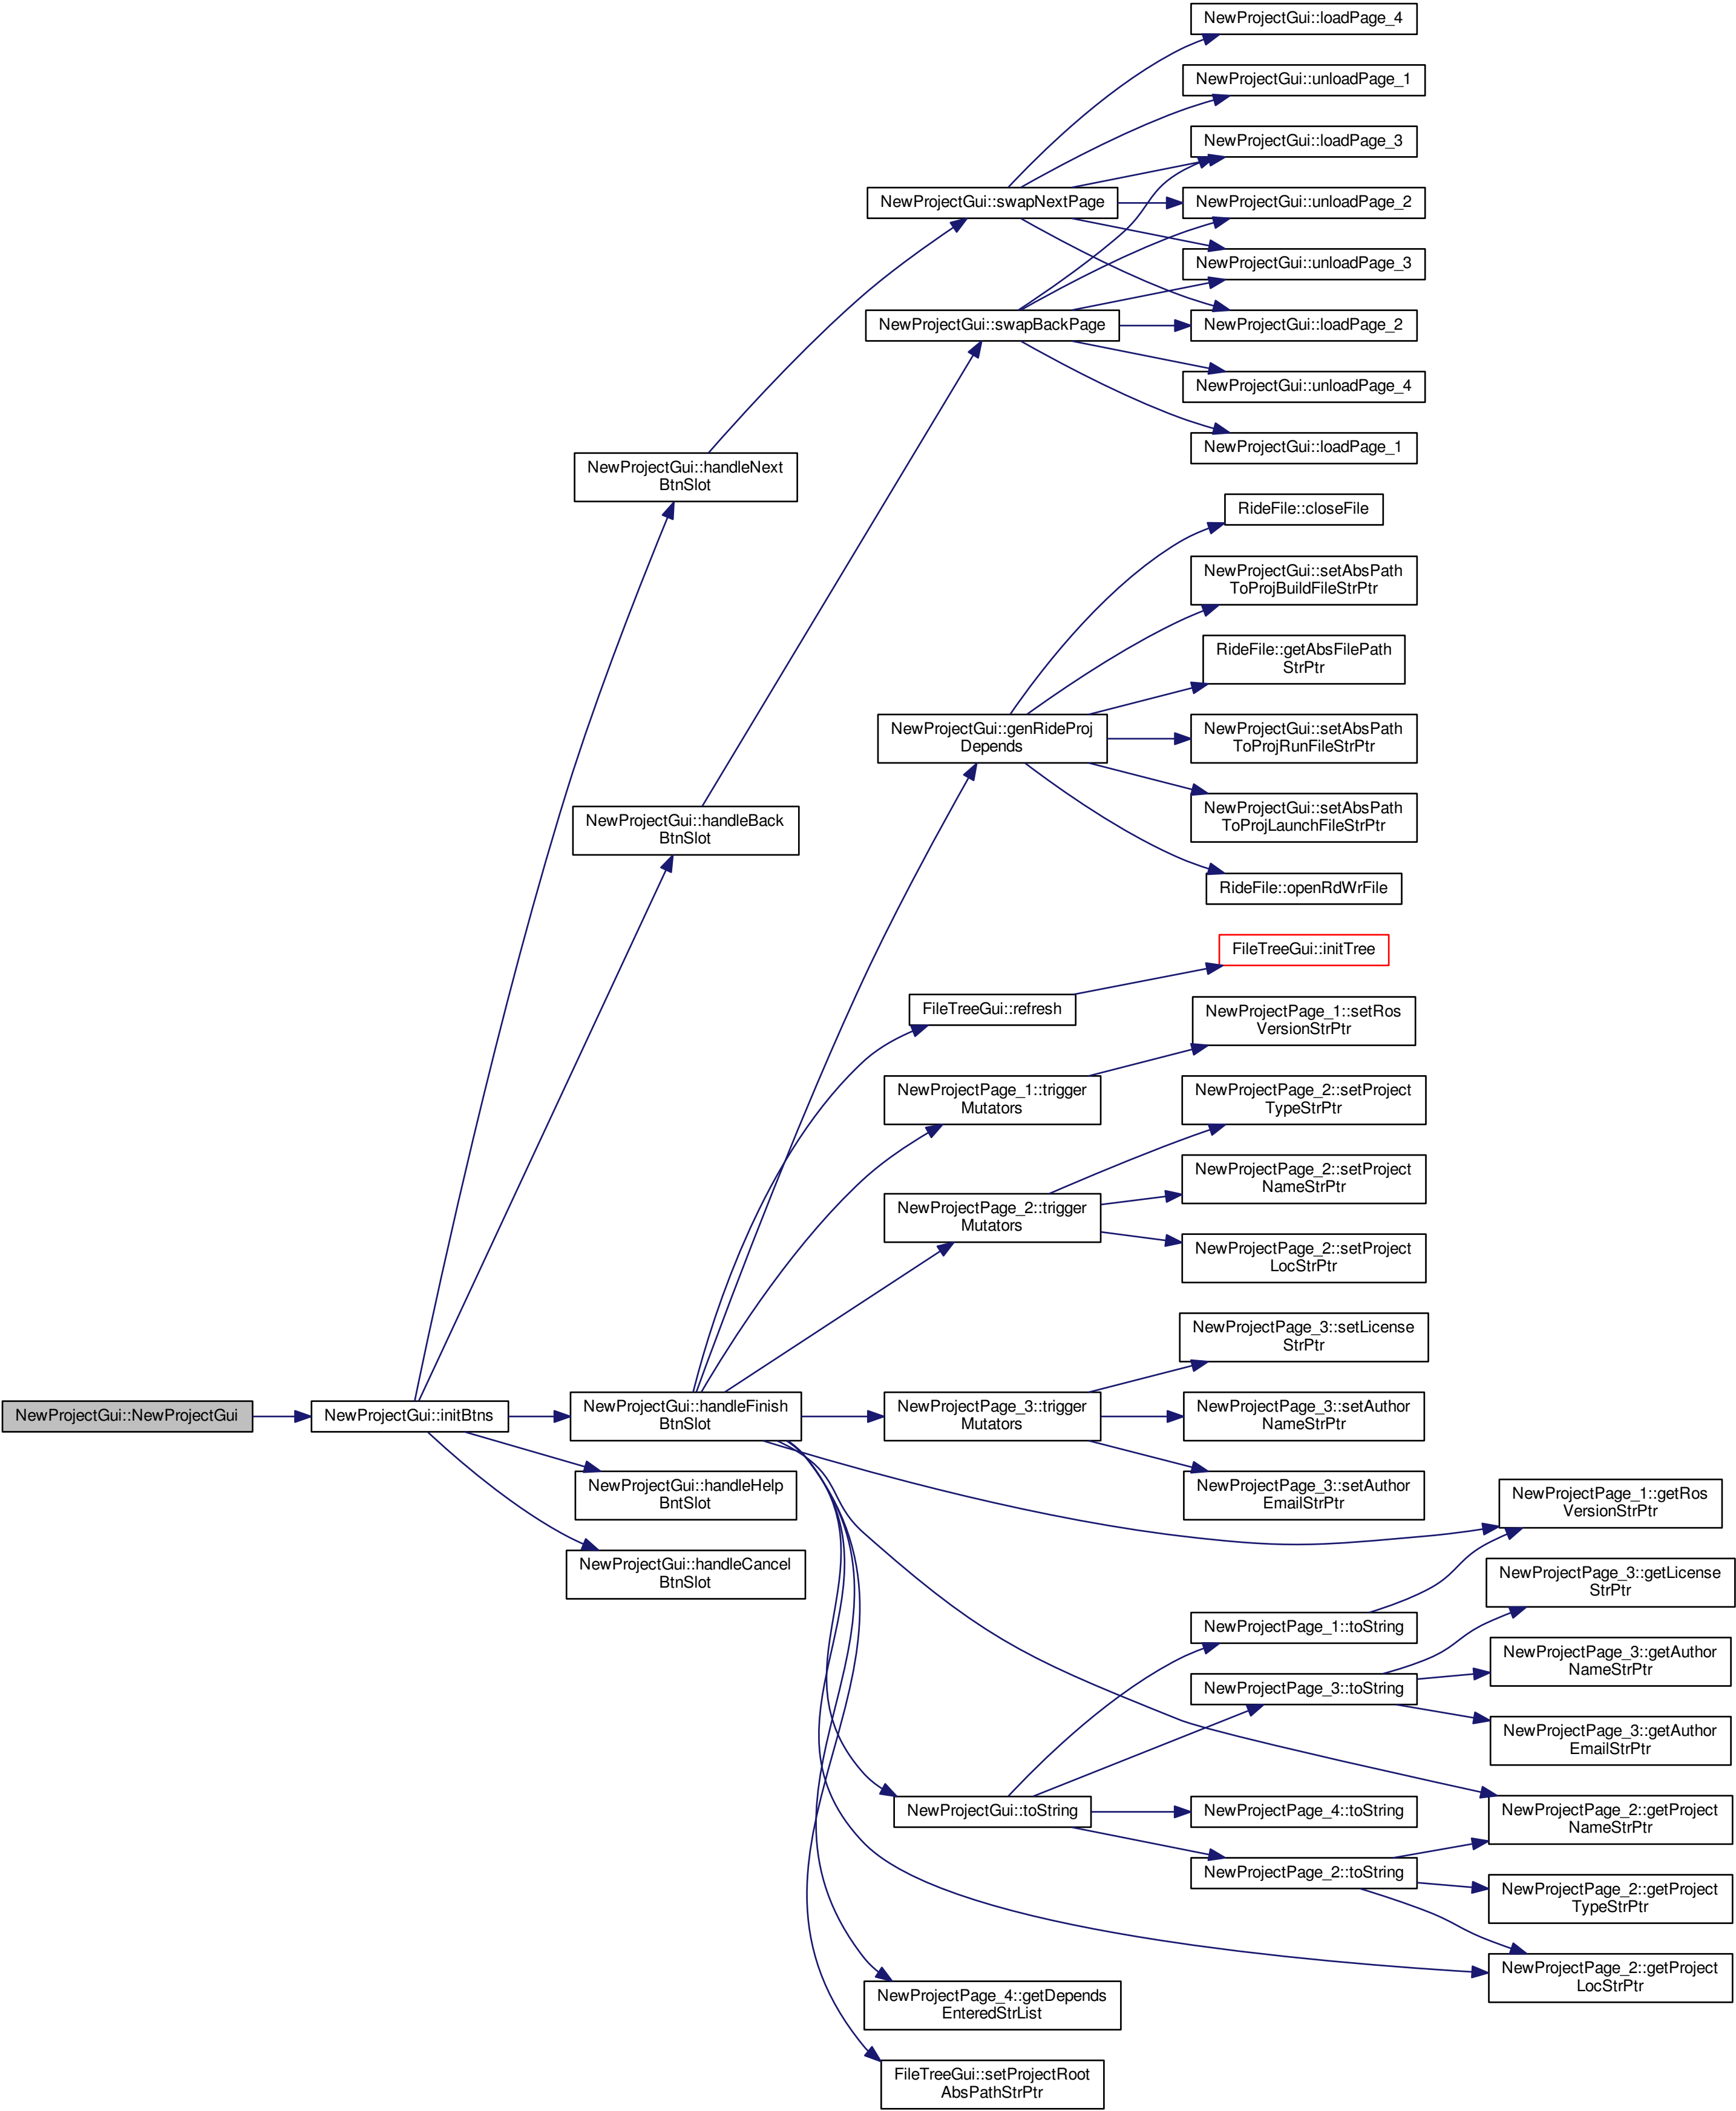 NewProjectGui::loadPage_4
NewProjectGui::unloadPage_1
NewProjectGui::loadPage_3
NewProjectGui::swapNextPage
NewProjectGui::unloadPage_2
NewProjectGui::unloadPage_3
NewProjectGui::swapBackPage
NewProjectGui::loadPage_2
NewProjectGui::unloadPage_4
NewProjectGui::loadPage_1
NewProjectGui::handleNext
BtnSlot
RideFile::closeFile
NewProjectGui::setAbsPath
ToProjBuildFileStrPtr
RideFile::getAbsFilePath
StrPtr
NewProjectGui::genRideProj
Depends
NewProjectGui::setAbsPath
ToProjRunFileStrPtr
NewProjectGui::setAbsPath
ToProjLaunchFileStrPtr
NewProjectGui::handleBack
BtnSlot
RideFile::openRdWrFile
FileTreeGui::initTree
FileTreeGui::refresh
NewProjectPage_1::setRos
VersionStrPtr
NewProjectPage_1::trigger
Mutators
NewProjectPage_2::setProject
TypeStrPtr
NewProjectPage_2::setProject
NameStrPtr
NewProjectPage_2::trigger
Mutators
NewProjectPage_2::setProject
LocStrPtr
NewProjectPage_3::setLicense
StrPtr
NewProjectGui::NewProjectGui
NewProjectGui::initBtns
NewProjectGui::handleFinish
BtnSlot
NewProjectPage_3::trigger
Mutators
NewProjectPage_3::setAuthor
NameStrPtr
NewProjectGui::handleHelp
BntSlot
NewProjectPage_3::setAuthor
EmailStrPtr
NewProjectPage_1::getRos
VersionStrPtr
NewProjectGui::handleCancel
BtnSlot
NewProjectPage_3::getLicense
StrPtr
NewProjectPage_1::toString
NewProjectPage_3::getAuthor
NameStrPtr
NewProjectPage_3::toString
NewProjectPage_3::getAuthor
EmailStrPtr
NewProjectGui::toString
NewProjectPage_4::toString
NewProjectPage_2::getProject
NameStrPtr
NewProjectPage_2::toString
NewProjectPage_2::getProject
TypeStrPtr
NewProjectPage_2::getProject
LocStrPtr
NewProjectPage_4::getDepends
EnteredStrList
FileTreeGui::setProjectRoot
AbsPathStrPtr